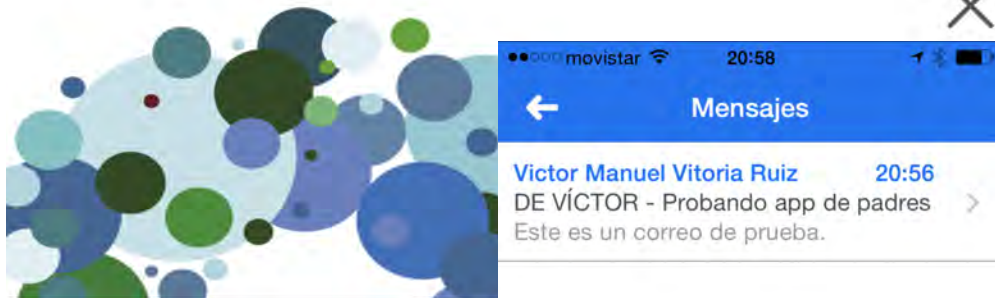 movistar 20:58
Mensajes
Victor Manuel Vitoria Ruiz 20:56
DE VÍCTOR - Probando app de padres
Este es un correo de prueba.